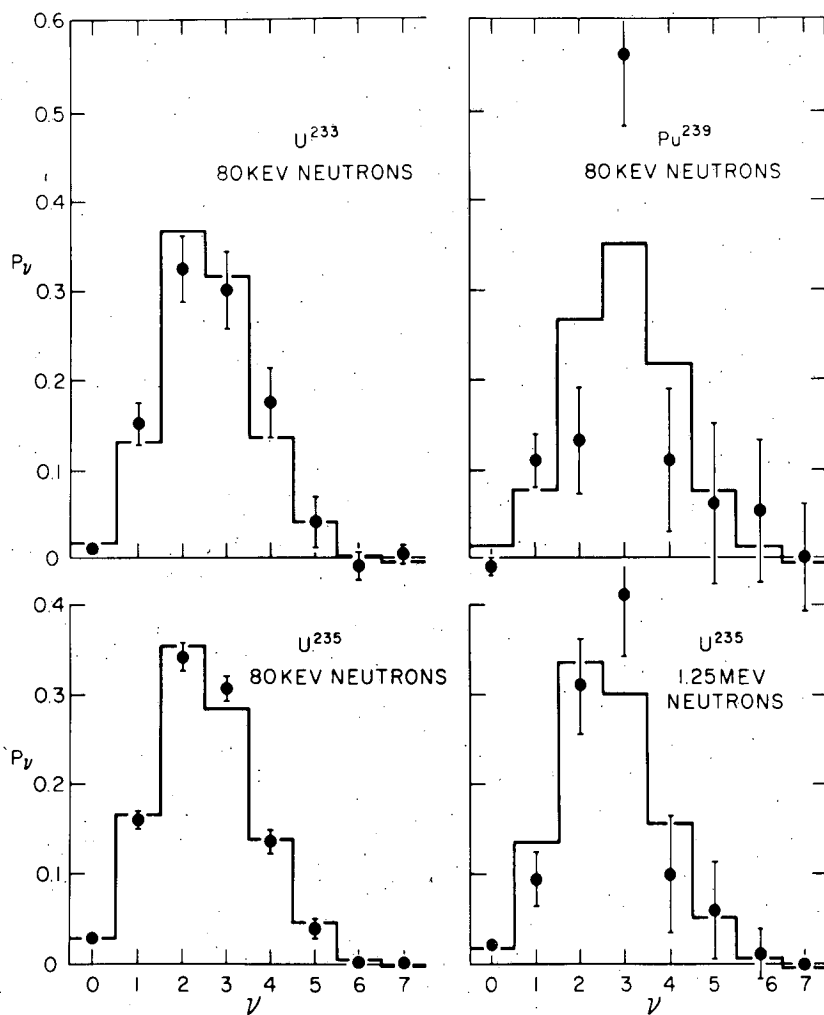 0.6
0.5
0.4
0.3
0.2
0.1
0
Pν
U²³³
80 KEV NEUTRONS
Pu²³⁹
80 KEV NEUTRONS
0.4
0.3
0.2
0.1
0
Pν
U²³⁵
80 KEV NEUTRONS
U²³⁵
1.25 MEV
NEUTRONS
0 1 2 3 4 5 6 7
ν
0 1 2 3 4 5 6 7
ν